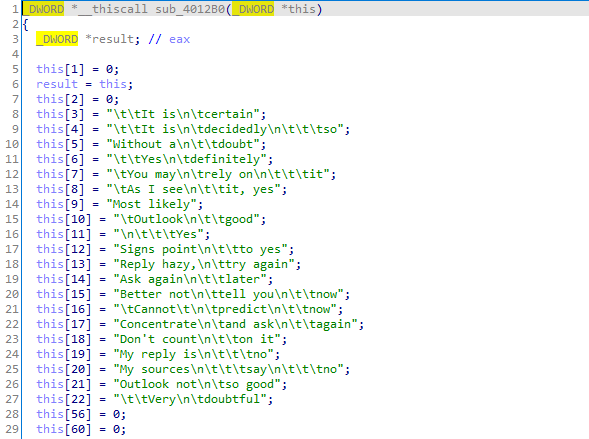 1 _DWORD *__thiscall sub_4012B0(_DWORD *this)
2 {
3   _DWORD *result; // eax
4
5   this[1] = 0;
6   result = this;
7   this[2] = 0;
8   this[3] = "\t\tIt is\n\tcertain";
9   this[4] = "\t\tIt is\n\tdecidedly\n\t\t\tso";
10   this[5] = "Without a\n\t\tdoubt";
11   this[6] = "\t\tYes\n\tdefinitely";
12   this[7] = "\tYou may\n\trely on\n\t\t\tit";
13   this[8] = "\tAs I see\n\t\tit, yes";
14   this[9] = "Most likely";
15   this[10] = "\tOutlook\n\t\tgood";
16   this[11] = "\n\t\t\tYes";
17   this[12] = "Signs point\n\t\tto yes";
18   this[13] = "Reply hazy,\n\ttry again";
19   this[14] = "Ask again\n\t\tlater";
20   this[15] = "Better not\n\ttell you\n\t\tnow";
21   this[16] = "\tCannot\t\n\tpredict\n\t\tnow";
22   this[17] = "Concentrate\n\tand ask\n\t\tagain";
23   this[18] = "Don't count\n\t\ton it";
24   this[19] = "My reply is\n\t\t\tno";
25   this[20] = "My sources\n\t\t\tsay\n\t\t\tno";
26   this[21] = "Outlook not\n\tso good";
27   this[22] = "\t\tVery\n\tdoubtful";
28   this[56] = 0;
29   this[60] = 0;